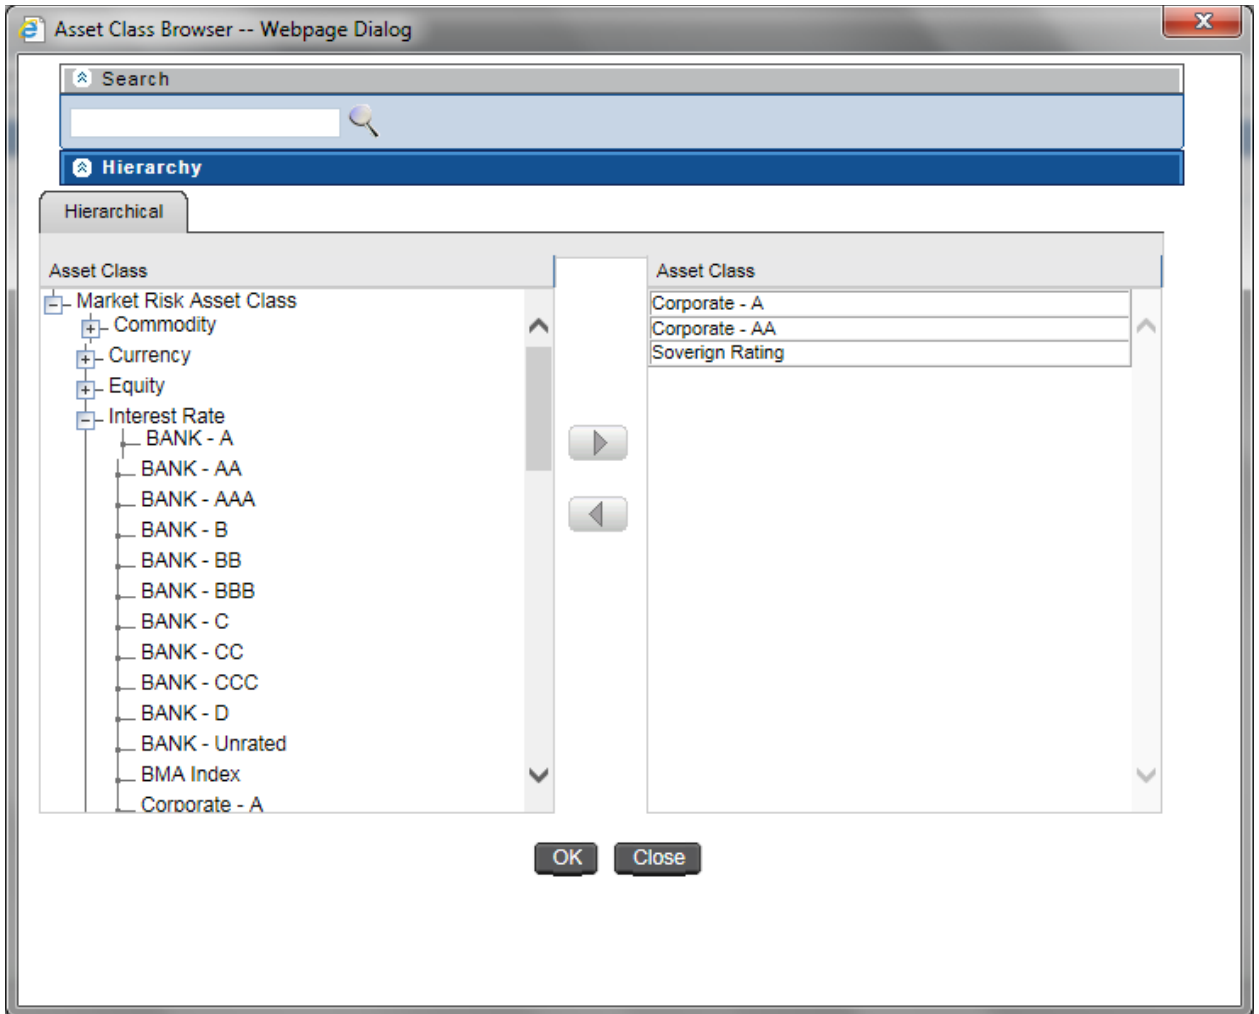 Asset Class Browser -- Webpage Dialog
x
Search
Hierarchy
Hierarchical
Asset Class
Market Risk Asset Class
Commodity
Currency
Equity
Interest Rate
BANK - A
BANK - AA
BANK - AAA
BANK - B
BANK - BB
BANK - BBB
BANK - C
BANK - CC
BANK - CCC
BANK - D
BANK - Unrated
BMA Index
Corporate - A
Asset Class
Corporate - A
Corporate - AA
Soverign Rating
OK
Close